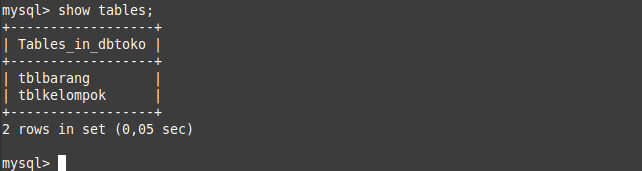 mysql> show tables;
+------------------+
| Tables_in_dbtoko |
+------------------+
| tblbarang        |
| tblkelompok      |
+------------------+
2 rows in set (0,05 sec)
mysql>